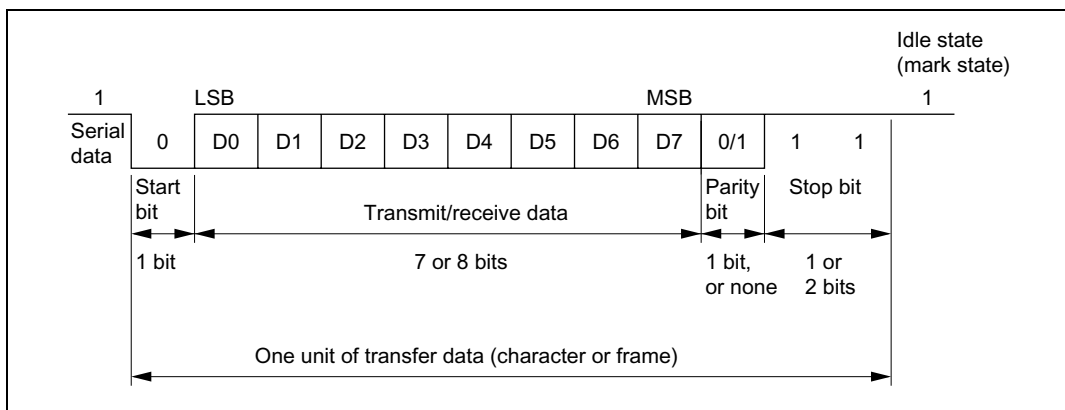 Idle state
(mark state)
1 LSB MSB 1
Serial
data
0 D0 D1 D2 D3 D4 D5 D6 D7 0/1 1 1
Start
bit
Transmit/receive data
Parity
bit
Stop bit
1 bit
7 or 8 bits
1 bit,
or none
1 or
2 bits
One unit of transfer data (character or frame)